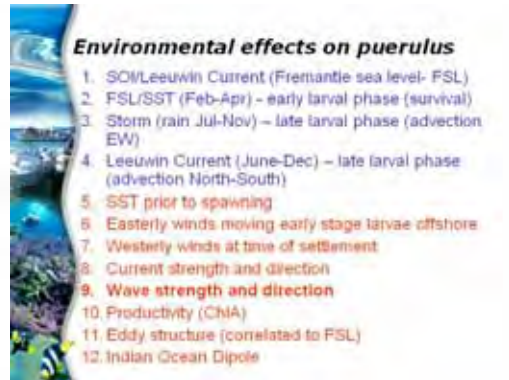 Environmental effects on puerulus
1. SOI/Leeuwin Current (Fremantle sea level- FSL)
2. FSL/SST (Feb-Apr) - early larval phase (survival)
3. Storm (rain Jul-Nov) – late larval phase (advection
EW)
4. Leeuwin Current (June-Dec) – late larval phase
(advection North-South)
5. SST prior to spawning
6. Easterly winds moving early stage larvae offshore
7. Westerly winds at time of settlement
8. Current strength and direction
9. Wave strength and direction
10. Productivity (ChlA)
11. Eddy structure (correlated to FSL)
12. Indian Ocean Dipole